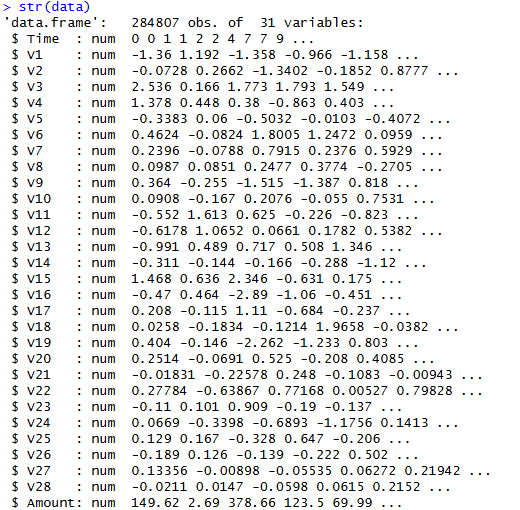 > str(data)
'data.frame':   284807 obs. of  31 variables:
 $ Time  : num  0 0 1 1 2 2 4 7 7 9 ...
 $ V1    : num  -1.36 1.192 -1.358 -0.966 -1.158 ...
 $ V2    : num  -0.0728 0.2662 -1.3402 -0.1852 0.8777 ...
 $ V3    : num  2.536 0.166 1.773 1.793 1.549 ...
 $ V4    : num  1.378 0.448 0.38 -0.863 0.403 ...
 $ V5    : num  -0.3383 0.06 -0.5032 -0.0103 -0.4072 ...
 $ V6    : num  0.4624 -0.0824 1.8005 1.2472 0.0959 ...
 $ V7    : num  0.2396 -0.0788 0.7915 0.2376 0.5929 ...
 $ V8    : num  0.0987 0.0851 0.2477 0.3774 -0.2705 ...
 $ V9    : num  0.364 -0.255 -1.515 -1.387 0.818 ...
 $ V10   : num  0.0908 -0.167 0.2076 -0.055 0.7531 ...
 $ V11   : num  -0.552 1.613 0.625 -0.226 -0.823 ...
 $ V12   : num  -0.6178 1.0652 0.0661 0.1782 0.5382 ...
 $ V13   : num  -0.991 0.489 0.717 0.508 1.346 ...
 $ V14   : num  -0.311 -0.144 -0.166 -0.288 -1.12 ...
 $ V15   : num  1.468 0.636 2.346 -0.631 0.175 ...
 $ V16   : num  -0.47 0.464 -2.89 -1.06 -0.451 ...
 $ V17   : num  0.208 -0.115 1.11 -0.684 -0.237 ...
 $ V18   : num  0.0258 -0.1834 -0.1214 1.9658 -0.0382 ...
 $ V19   : num  0.404 -0.146 -2.262 -1.233 0.803 ...
 $ V20   : num  0.2514 -0.0691 0.525 -0.208 0.4085 ...
 $ V21   : num  -0.01831 -0.22578 0.248 -0.1083 -0.00943 ...
 $ V22   : num  0.27784 -0.63867 0.77168 0.00527 0.79828 ...
 $ V23   : num  -0.11 0.101 0.909 -0.19 -0.137 ...
 $ V24   : num  0.0669 -0.3398 -0.6893 -1.1756 0.1413 ...
 $ V25   : num  0.129 0.167 -0.328 0.647 -0.206 ...
 $ V26   : num  -0.189 0.126 -0.139 -0.222 0.502 ...
 $ V27   : num  0.13356 -0.00898 -0.05535 0.06272 0.21942 ...
 $ V28   : num  -0.0211 0.0147 -0.0598 0.0615 0.2152 ...
 $ Amount: num  149.62 2.69 378.66 123.5 69.99 ...